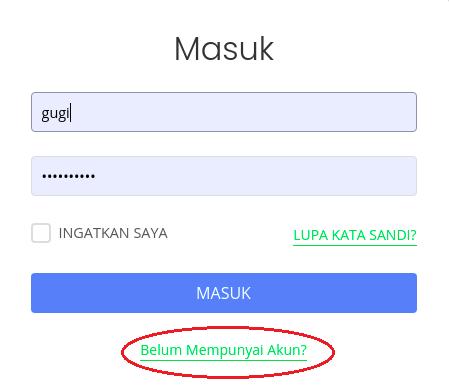 Masuk
gugi
••••••••••
INGATKAN SAYA
LUPA KATA SANDI?
MASUK
Belum Mempunyai Akun?